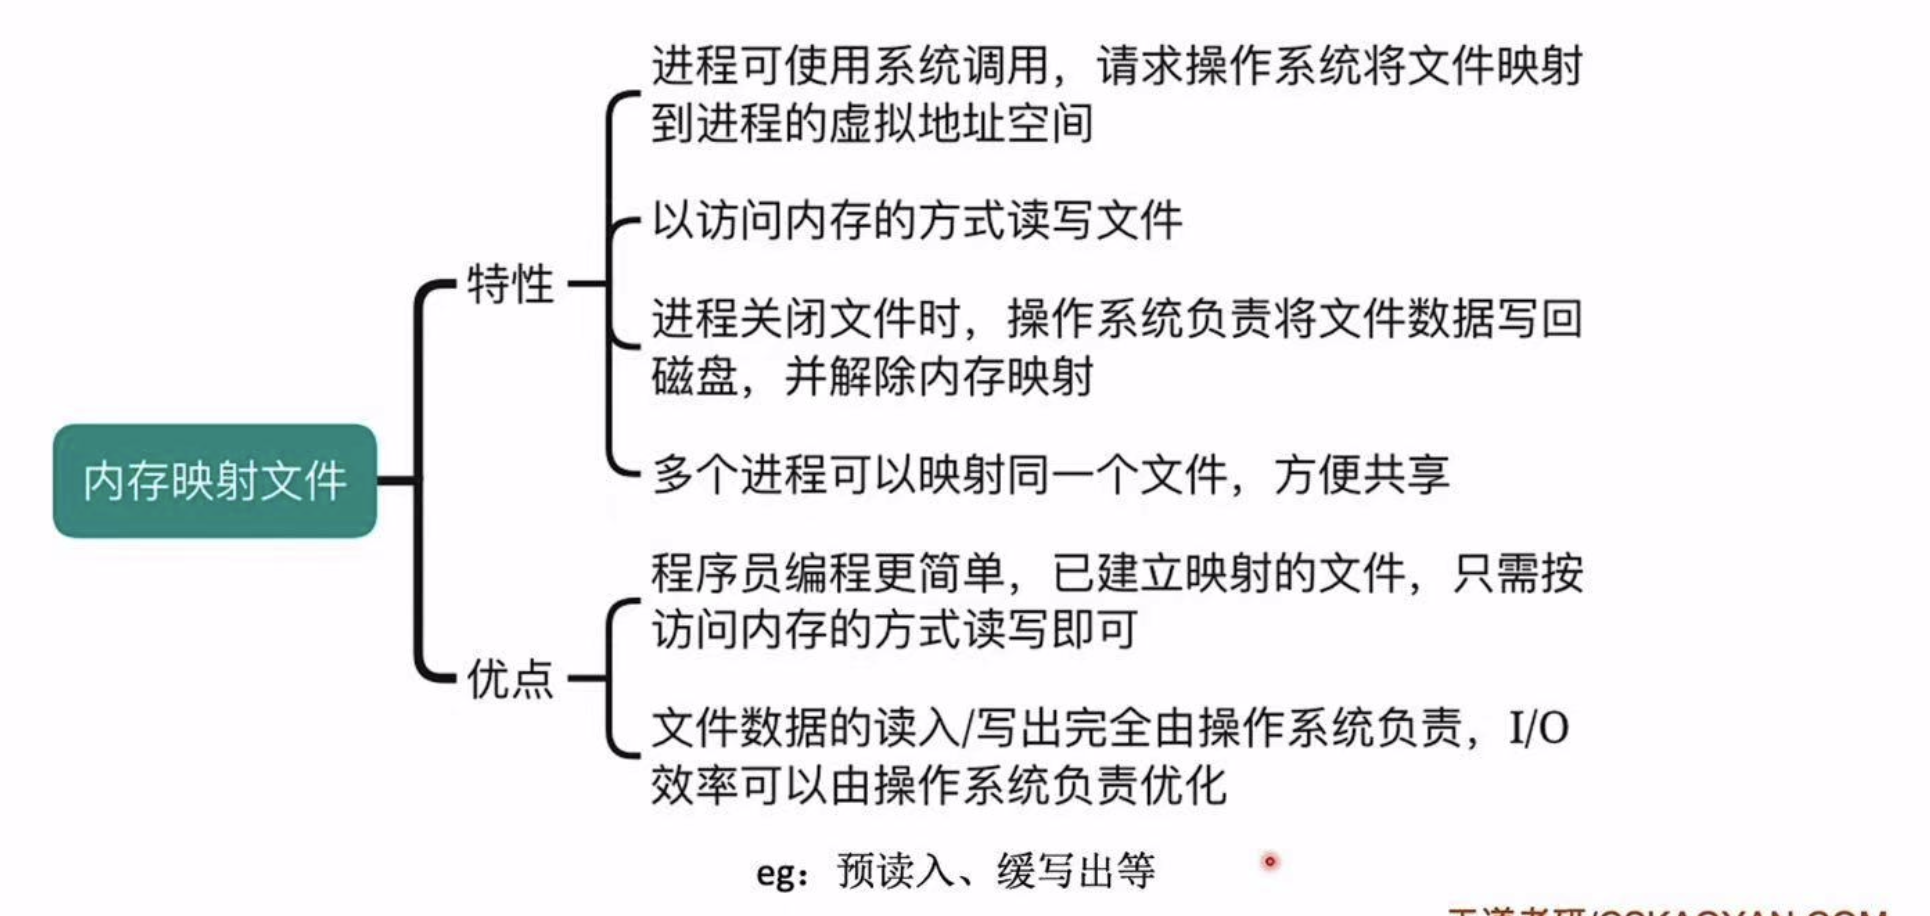 进程可使用系统调用，请求操作系统将文件映射
到进程的虚拟地址空间
以访问内存的方式读写文件
特性
进程关闭文件时，操作系统负责将文件数据写回
磁盘，并解除内存映射
内存映射文件
多个进程可以映射同一个文件，方便共享
程序员编程更简单，已建立映射的文件，只需按
访问内存的方式读写即可
优点
文件数据的读入/写出完全由操作系统负责，I/O
效率可以由操作系统负责优化
eg：预读入、缓写出等